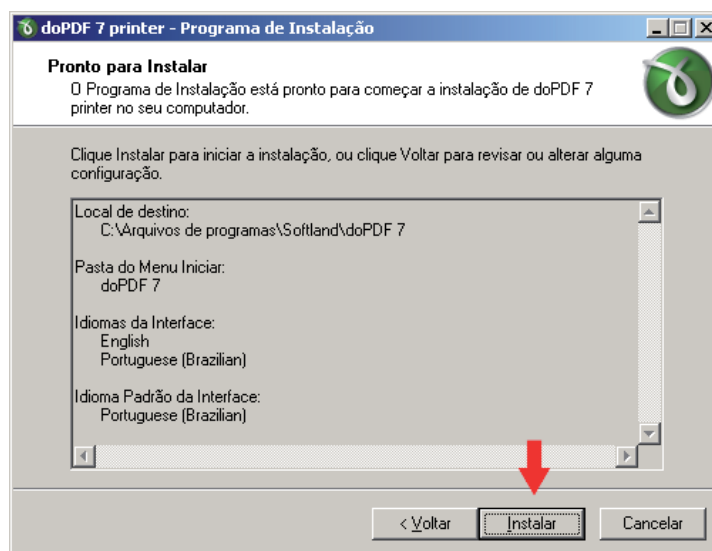 doPDF 7 printer - Programa de Instalação
Pronto para Instalar
O Programa de Instalação está pronto para começar a instalação de doPDF 7
printer no seu computador.
Clique Instalar para iniciar a instalação, ou clique Voltar para revisar ou alterar alguma
configuração.
Local de destino:
C:\Arquivos de programas\Softland\doPDF 7
Pasta do Menu Iniciar:
doPDF 7
Idiomas da Interface:
English
Portuguese (Brazilian)
Idioma Padrão da Interface:
Portuguese (Brazilian)
< Voltar
Instalar
Cancelar